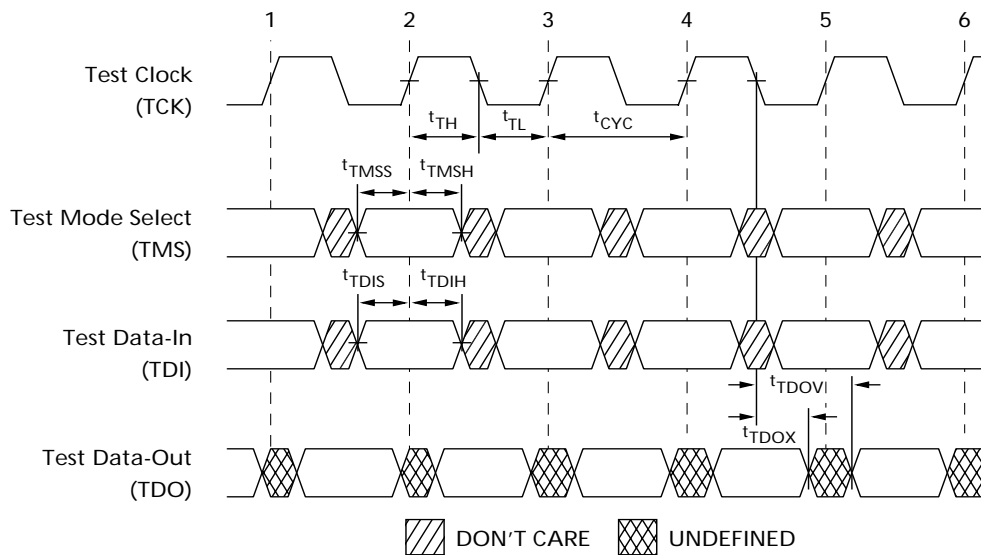 1 2 3 4 5 6
Test Clock
(TCK)
tTH tTL tCYC
tTMSS tTMSH
Test Mode Select
(TMS)
tTDIS tTDIH
Test Data-In
(TDI)
tTDOV
tTDOX
Test Data-Out
(TDO)
DON'T CARE UNDEFINED